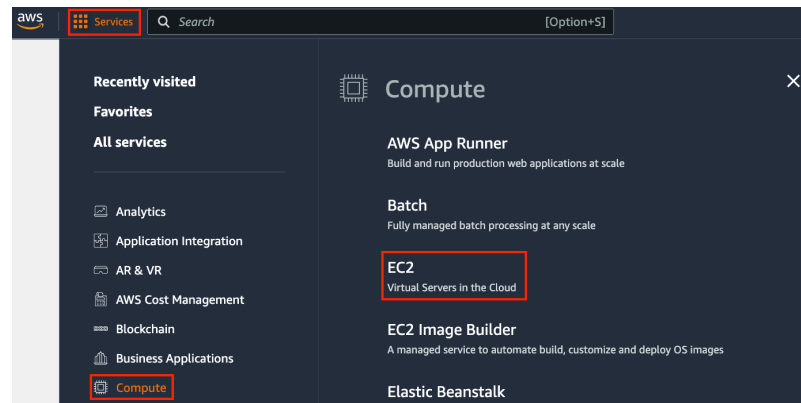 aws
Services
Search
[Option+S]
Recently visited
Favorites
All services
Analytics
Application Integration
AR & VR
AWS Cost Management
Blockchain
Business Applications
Compute
Compute
AWS App Runner
Build and run production web applications at scale
Batch
Fully managed batch processing at any scale
EC2
Virtual Servers in the Cloud
EC2 Image Builder
A managed service to automate build, customize and deploy OS images
Elastic Beanstalk